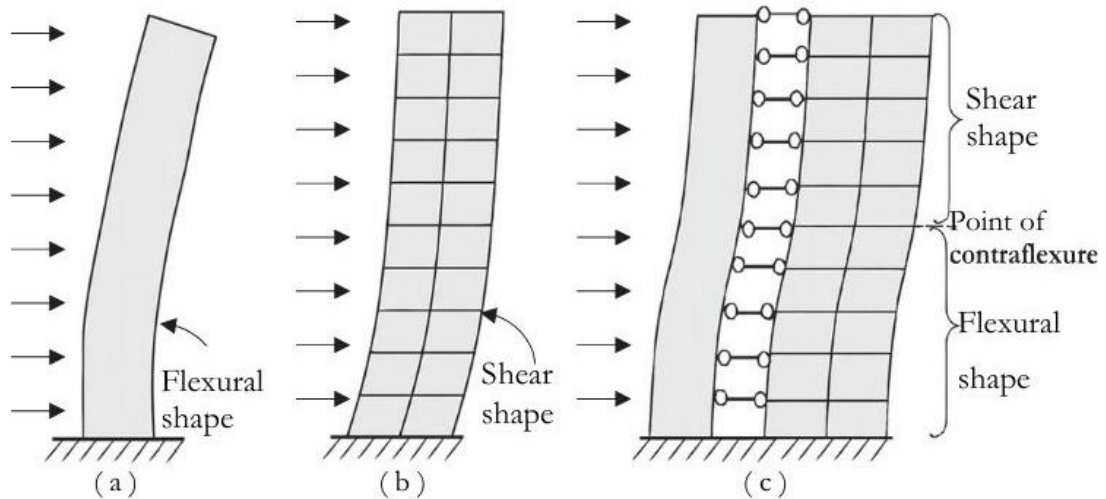 Flexural
shape
Shear
shape
Shear
shape
Point of
contraflexure
Flexural
shape
( a )
( b )
( c )